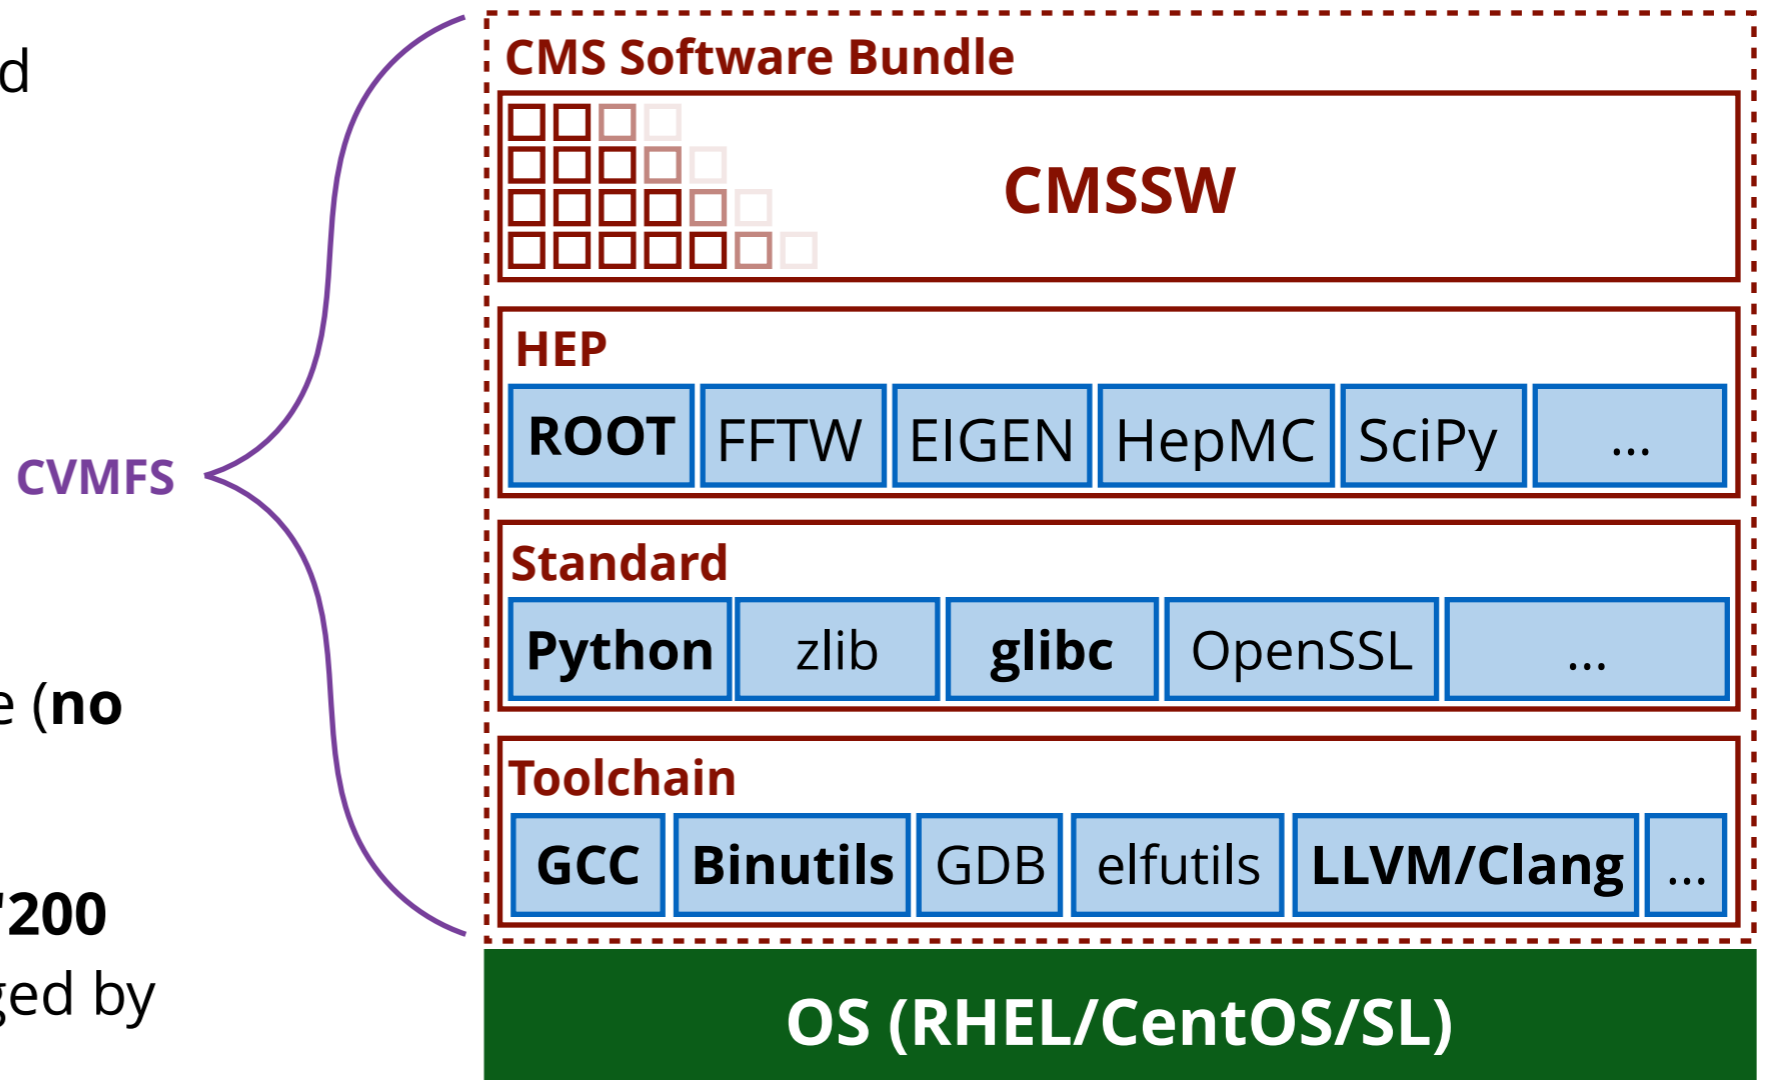 d
CMS Software Bundle
CMSSW
HEP
ROOT FFTW EIGEN HepMC SciPy ...
CVMFS
Standard
Python zlib glibc OpenSSL ...
e (no
Toolchain
GCC Binutils GDB elfutils LLVM/Clang ...
'200
ged by
OS (RHEL/CentOS/SL)